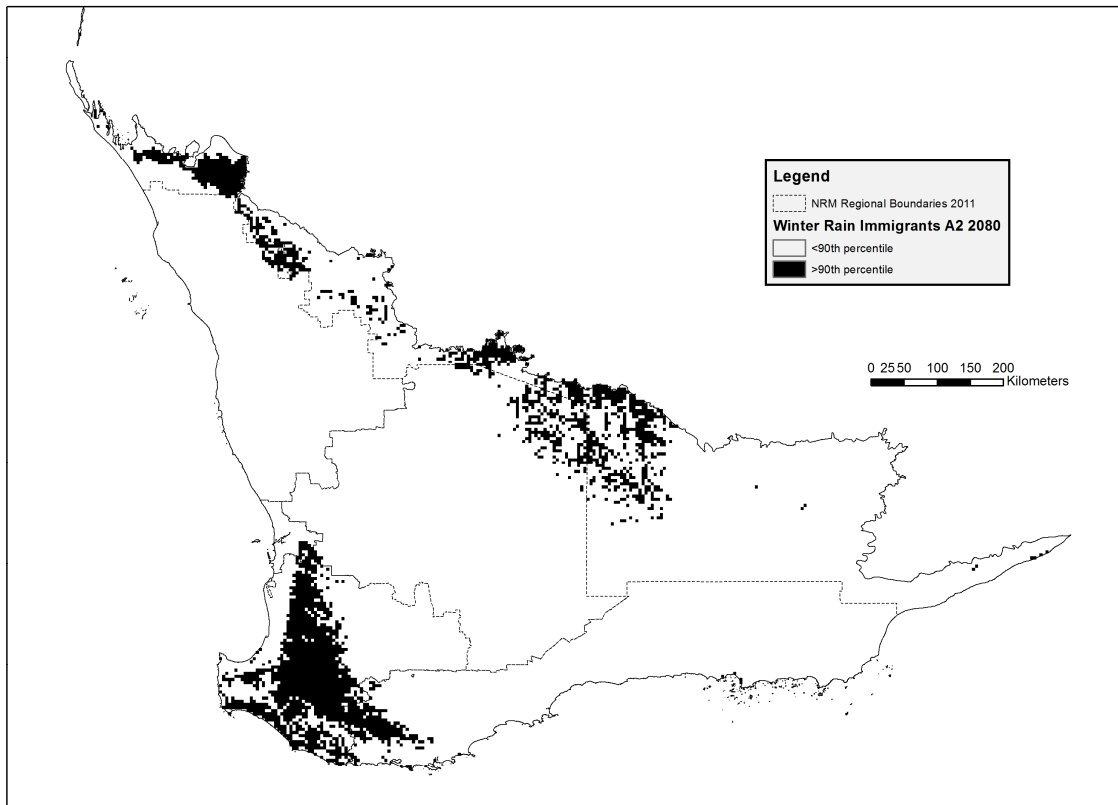 Legend
NRM Regional Boundaries 2011
Winter Rain Immigrants A2 2080
<90th percentile
>90th percentile
0 25 50 100 150 200
Kilometers